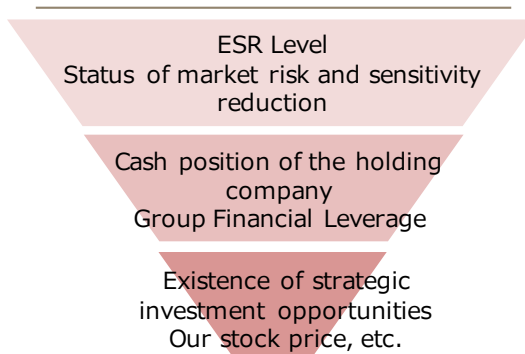 ESR Level
Status of market risk and sensitivity
reduction
Cash position of the holding
company
Group Financial Leverage
Existence of strategic
investment opportunities
Our stock price, etc.